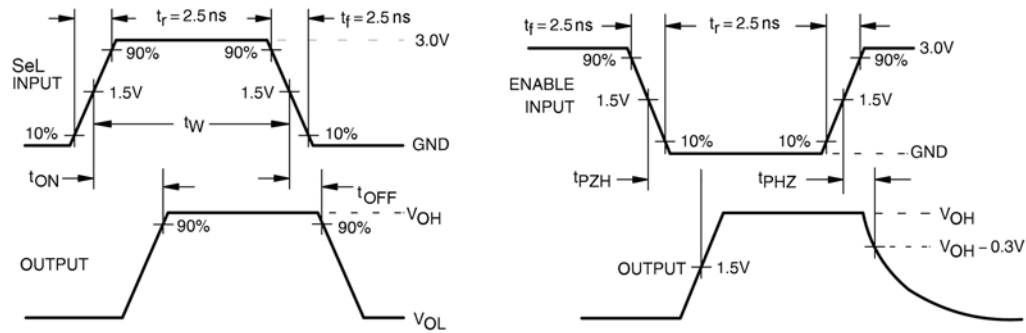 tr = 2.5 ns
tf = 2.5 ns
90%
90%
3.0V
SeL
INPUT
1.5V
1.5V
tW
10%
10%
GND
tON
tOFF
VOH
90%
90%
OUTPUT
VOL
tf = 2.5 ns
tr = 2.5 ns
3.0V
90%
90%
ENABLE
INPUT
1.5V
1.5V
10%
10%
GND
tPZH
tPHZ
VOH
VOH – 0.3V
OUTPUT
1.5V